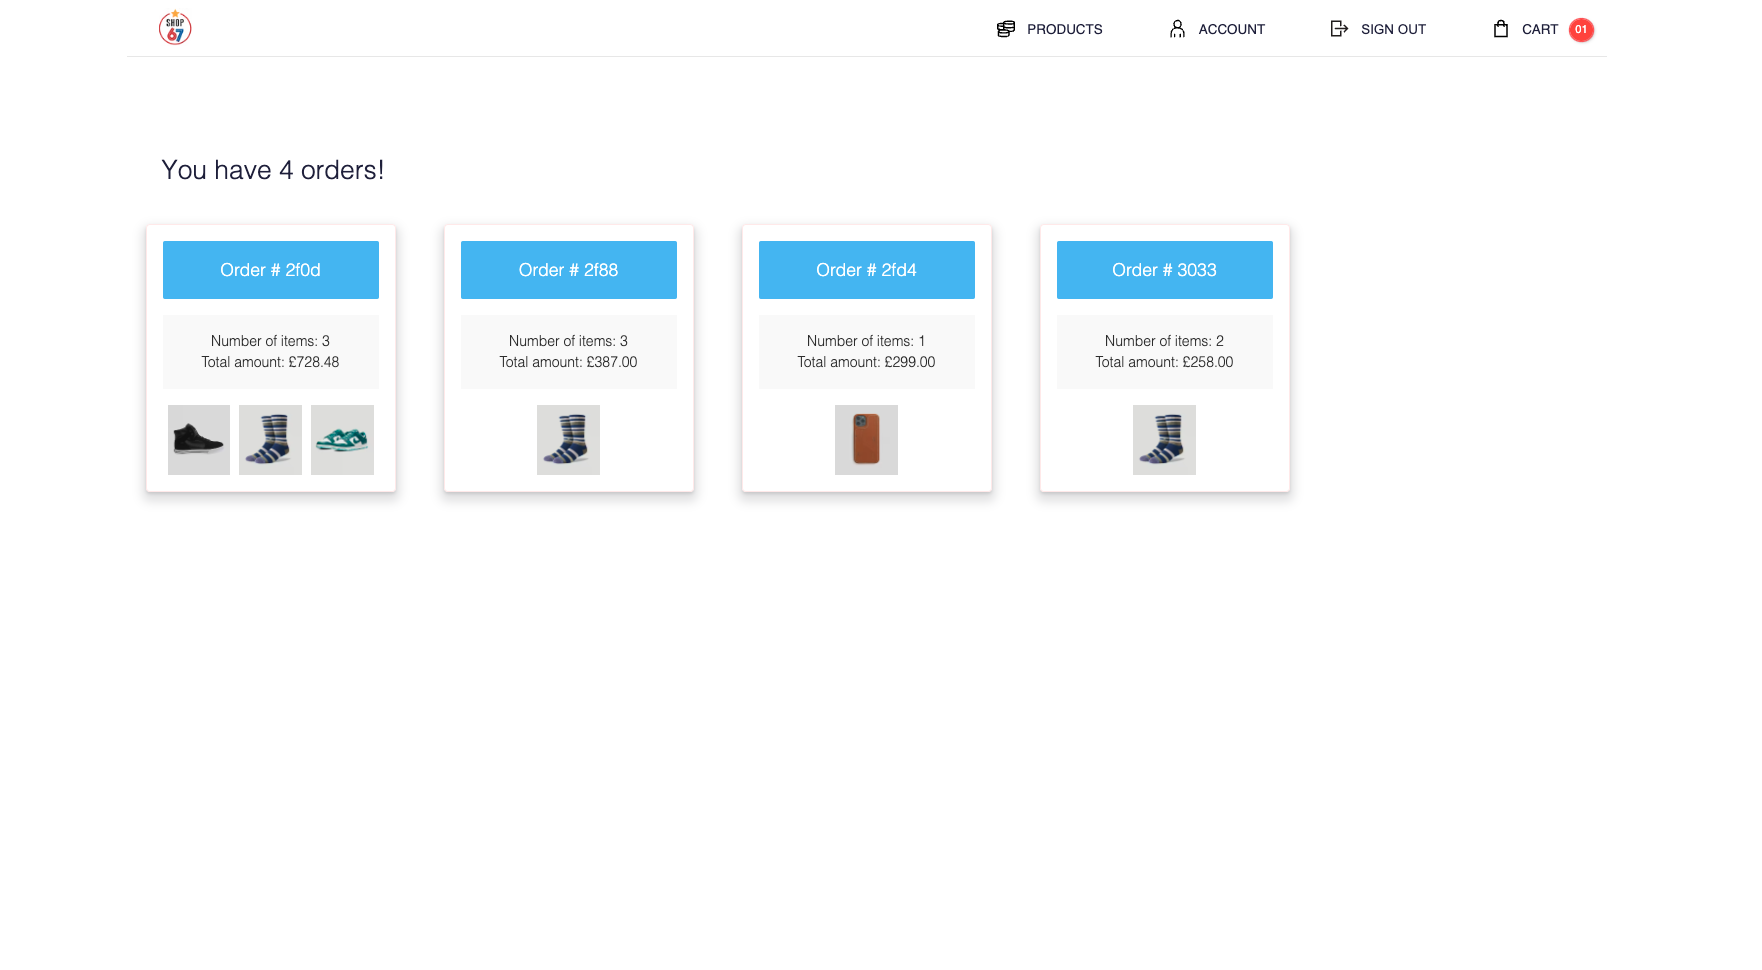 SHOP
67
PRODUCTS
ACCOUNT
SIGN OUT
CART 01
You have 4 orders!
Order # 2f0d
Number of items: 3
Total amount: £728.48
Order # 2f88
Number of items: 3
Total amount: £387.00
Order # 2fd4
Number of items: 1
Total amount: £299.00
Order # 3033
Number of items: 2
Total amount: £258.00